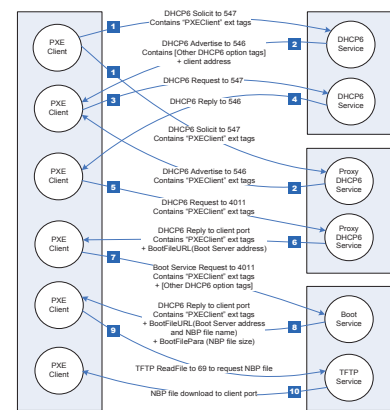 DHCP6 Solicit to 547
Contains "PXEClient" ext tags
1
PXE
Client
DHCP6
Service
DHCP6 Advertise to 546
Contains [Other DHCP6 option tags]
+ client address
2
1
DHCP6 Request to 547
3
PXE
Client
DHCP6
Service
DHCP6 Reply to 546
4
DHCP6 Solicit to 547
Contains "PXEClient" ext tags
PXE
Client
DHCP6 Advertise to 546
Contains "PXEClient" ext tags
2
Proxy
DHCP6
Service
5
DHCP6 Request to 4011
Contains "PXEClient" ext tags
DHCP6 Reply to client port
Contains "PXEClient" ext tags
+ BootFileURL(Boot Server address)
6
Proxy
DHCP6
Service
PXE
Client
7
Boot Service Request to 4011
Contains "PXEClient" ext tags
+ [Other DHCP6 option tags]
DHCP6 Reply to client port
Contains "PXEClient" ext tags
+ BootFileURL(Boot Server address
and NBP file name)
+ BootFilePara (NBP file size)
8
Boot
Service
PXE
Client
9
TFTP ReadFile to 69 to request NBP file
PXE
Client
TFTP
Service
10
NBP file download to client port